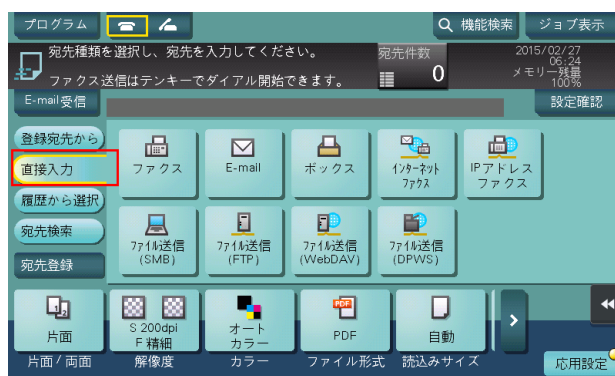 プログラム
機能検索
ジョブ表示
宛先種類を選択し、宛先を入力してください。
ファクス送信はテンキーでダイアル開始できます。
宛先件数
0
2015/02/27
06:24
メモリー残量
100%
E-mail受信
設定確認
登録宛先から
直接入力
履歴から選択
宛先検索
宛先登録
ファクス
E-mail
ボックス
インターネット
ファクス
IPアドレス
ファクス
ファイル送信
(SMB)
ファイル送信
(FTP)
ファイル送信
(WebDAV)
ファイル送信
(DPWS)
片面
片面/両面
S 200dpi
F 精細
解像度
オート
カラー
カラー
PDF
PDF
ファイル形式
自動
読込みサイズ
応用設定